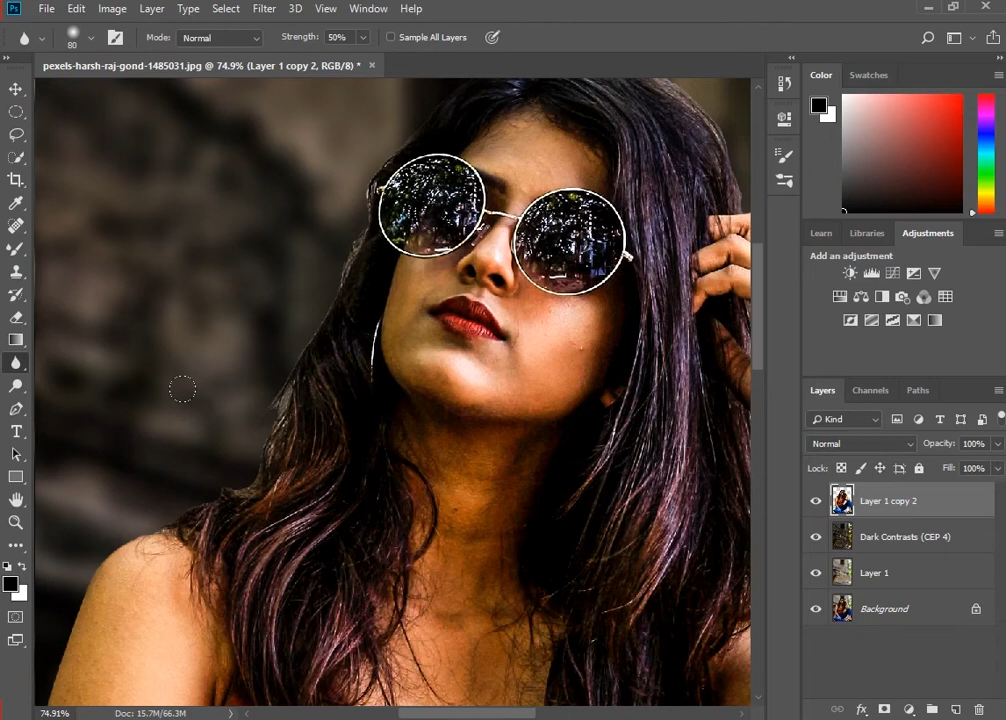 Ps File Edit Image Layer Type Select Filter 3D View Window Help
80 Mode: Normal Strength: 50% Sample All Layers
pexels-harsh-raj-gond-1485031.jpg @ 74.9% (Layer 1 copy 2, RGB/8) *
Color Swatches
Learn Libraries Adjustments
Add an adjustment
Layers Channels Paths
Kind
Normal Opacity: 100%
Lock: Fill: 100%
Layer 1 copy 2
Dark Contrasts (CEP 4)
Layer 1
Background
74.91% Doc: 15.7M/66.3M